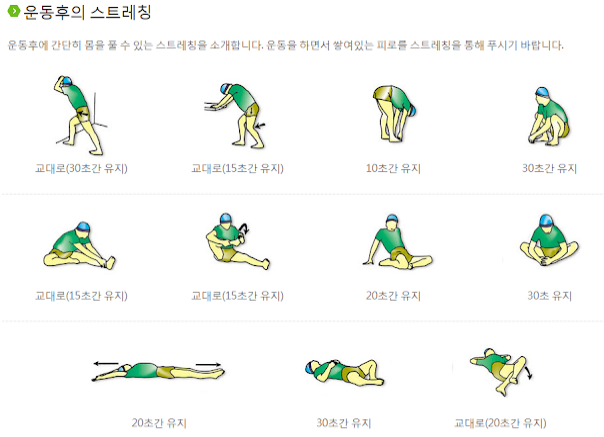 운동후의 스트레칭
운동후에 간단히 몸을 풀 수 있는 스트레칭을 소개합니다. 운동을 하면서 쌓여있는 피로를 스트레칭을 통해 푸시기 바랍니다.
교대로(30초간 유지) 교대로(15초간 유지) 10초간 유지 30초간 유지
교대로(15초간 유지) 교대로(15초간 유지) 20초간 유지 30초 유지
20초간 유지 30초간 유지 교대로(20초간 유지)